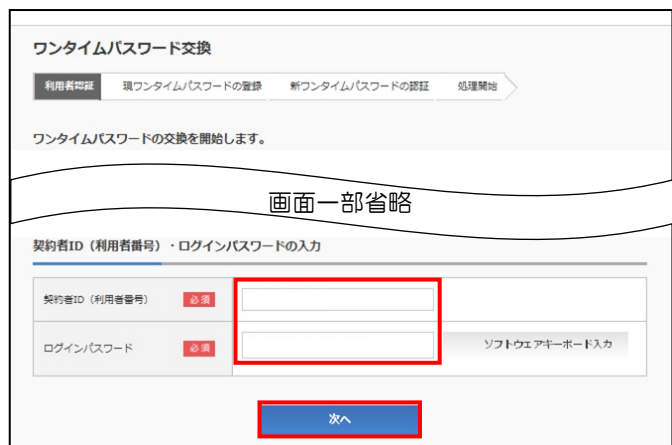 ワンタイムパスワード交換
利用者認証 現ワンタイムパスワードの登録 新ワンタイムパスワードの認証 処理開始
ワンタイムパスワードの交換を開始します。
画面一部省略
契約者ID（利用者番号）・ログインパスワードの入力
契約者ID（利用者番号） 必須
ログインパスワード 必須 ソフトウェアキーボード入力
次へ